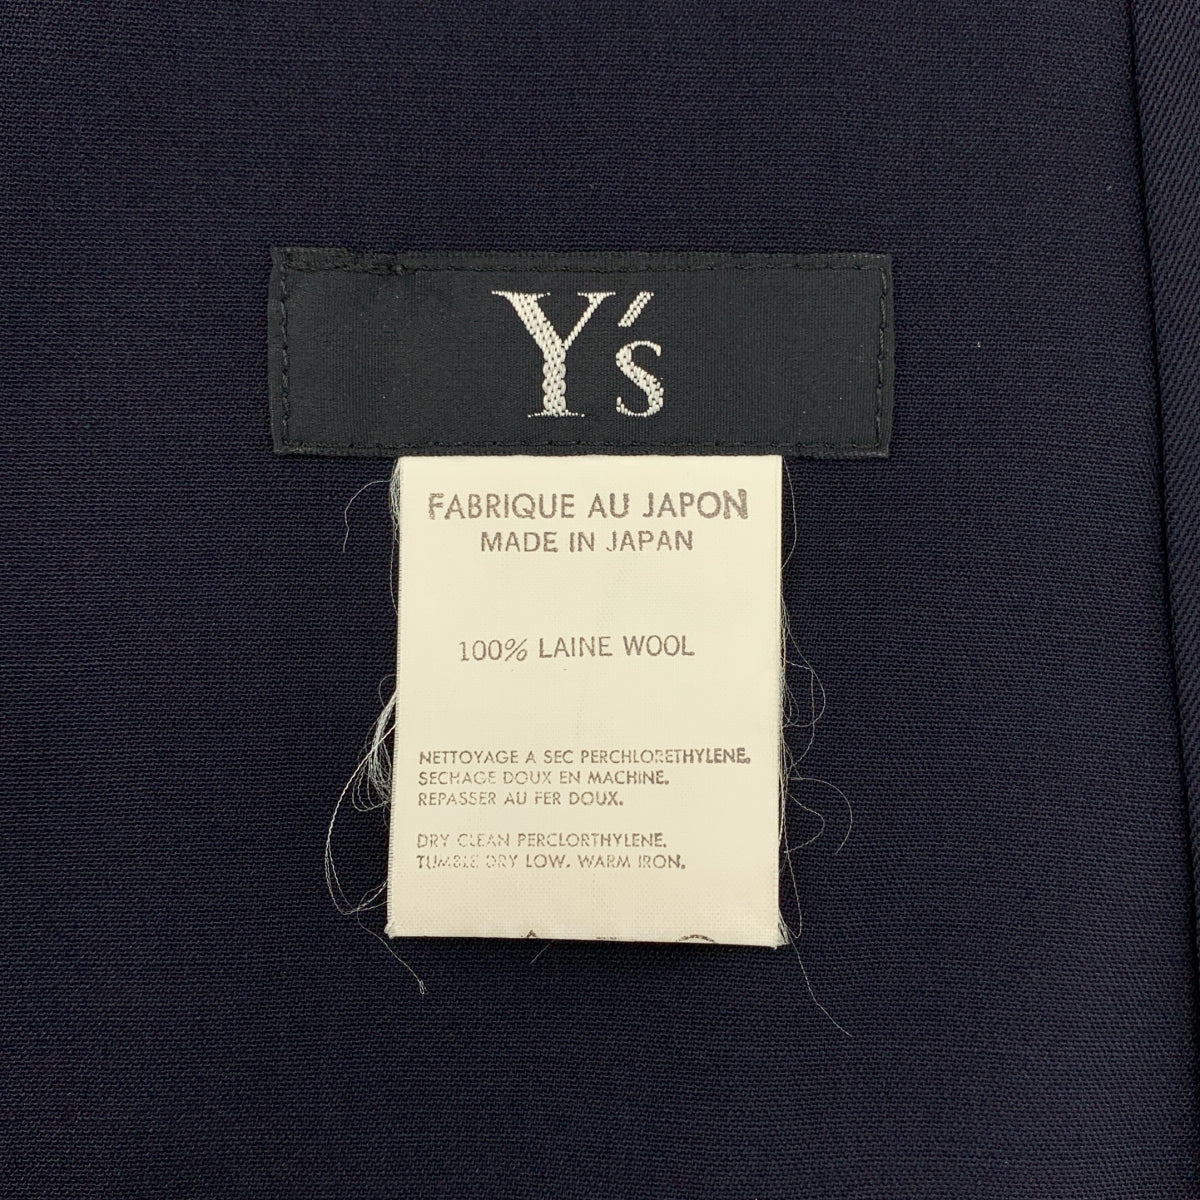 Y's
FABRIQUE AU JAPON
MADE IN JAPAN
100% LAINE WOOL
NETTOYAGE A SEC PERCHLORETHYLENE.
SECHAGE DOUX EN MACHINE.
REPASSER AU FER DOUX.
DRY CLEAN PERCLORTHYLENE.
TUMBLE DRY LOW. WARM IRON.